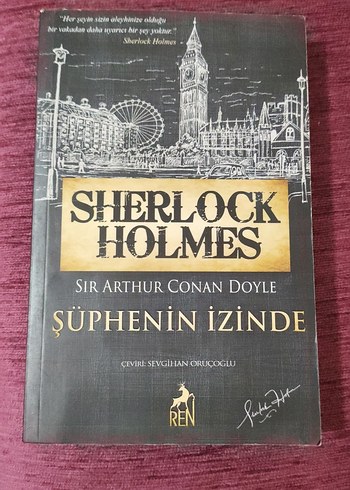 "Her şeyin sizin aleyhinize olduğu
bir vakadan daha uyarıcı bir şey yoktur."
Sherlock Holmes
SHERLOCK
HOLMES
SIR ARTHUR CONAN DOYLE
ŞÜPHENİN İZİNDE
ÇEVİRİ: SEVGİHAN ORUÇOĞLU
REN